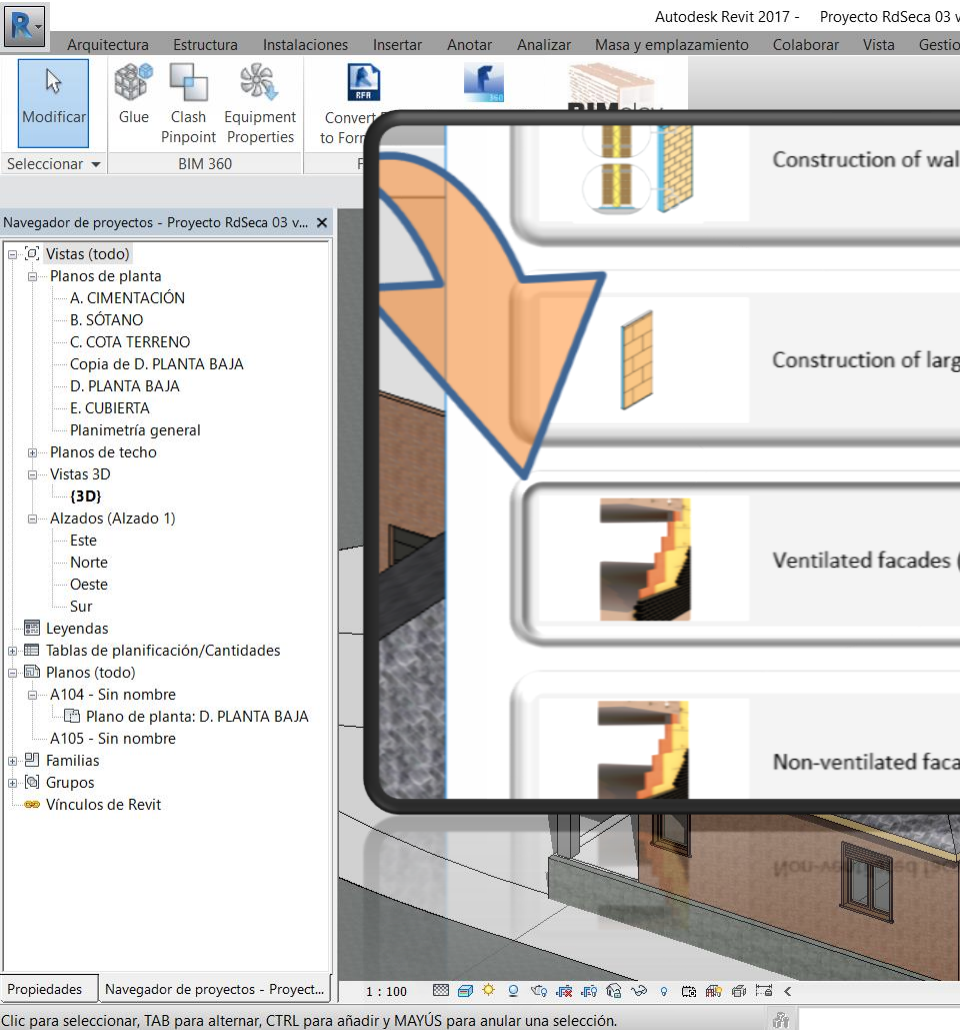 Autodesk Revit 2017 - Proyecto RdSeca 03 v
Arquitectura Estructura Instalaciones Insertar Anotar Analizar Masa y emplazamiento Colaborar Vista Gestio
Modificar
Glue
Clash
Pinpoint
Equipment
Properties
RFA
Convert
to For
360
BIM
Seleccionar
BIM 360
Navegador de proyectos - Proyecto RdSeca 03 v...
Vistas (todo)
Planos de planta
A. CIMENTACIÓN
B. SÓTANO
C. COTA TERRENO
Copia de D. PLANTA BAJA
D. PLANTA BAJA
E. CUBIERTA
Planimetría general
Planos de techo
Vistas 3D
{3D}
Alzados (Alzado 1)
Este
Norte
Oeste
Sur
Leyendas
Tablas de planificación/Cantidades
Planos (todo)
A104 - Sin nombre
Plano de planta: D. PLANTA BAJA
A105 - Sin nombre
Familias
Grupos
Vínculos de Revit
Construction of wal
Construction of larg
Ventilated facades (
Non-ventilated faca
Propiedades
Navegador de proyectos - Proyect...
1 : 100
Clic para seleccionar, TAB para alternar, CTRL para añadir y MAYÚS para anular una selección.